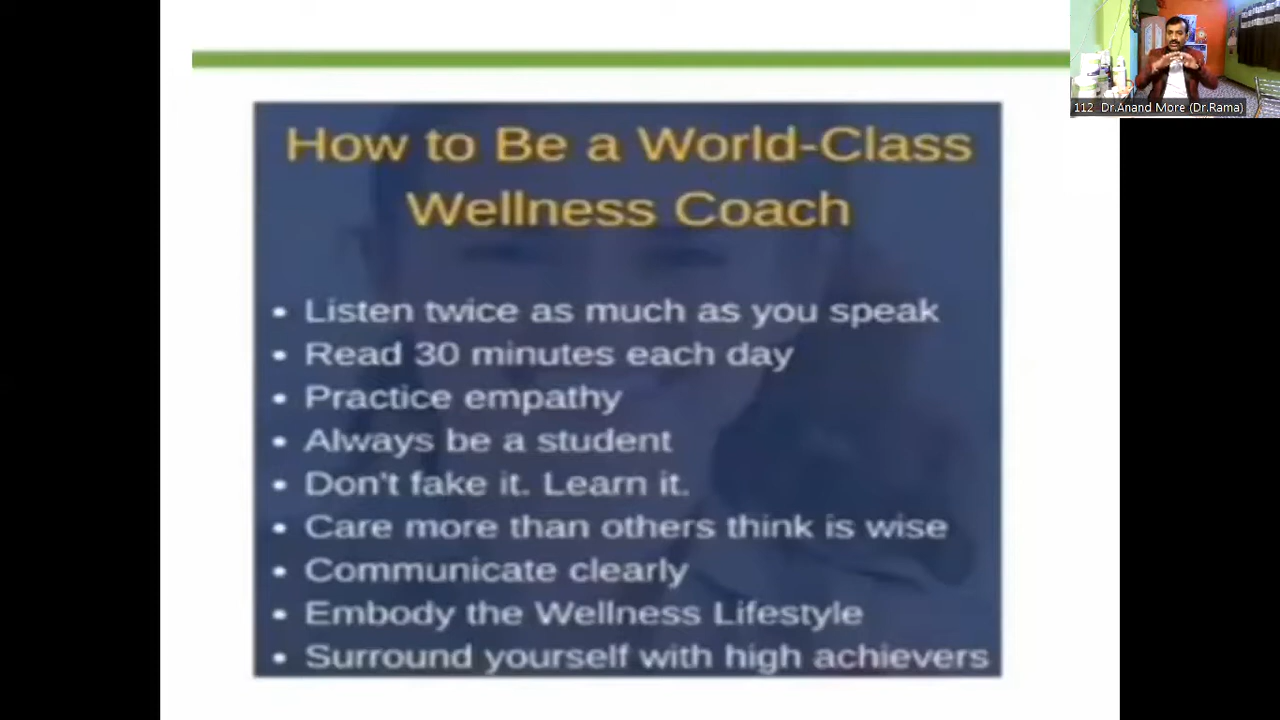 112 Dr.Anand More (Dr.Rama)
How to Be a World-Class
Wellness Coach
• Listen twice as much as you speak
• Read 30 minutes each day
• Practice empathy
• Always be a student
• Don't fake it. Learn it.
• Care more than others think is wise
• Communicate clearly
• Embody the Wellness Lifestyle
• Surround yourself with high achievers